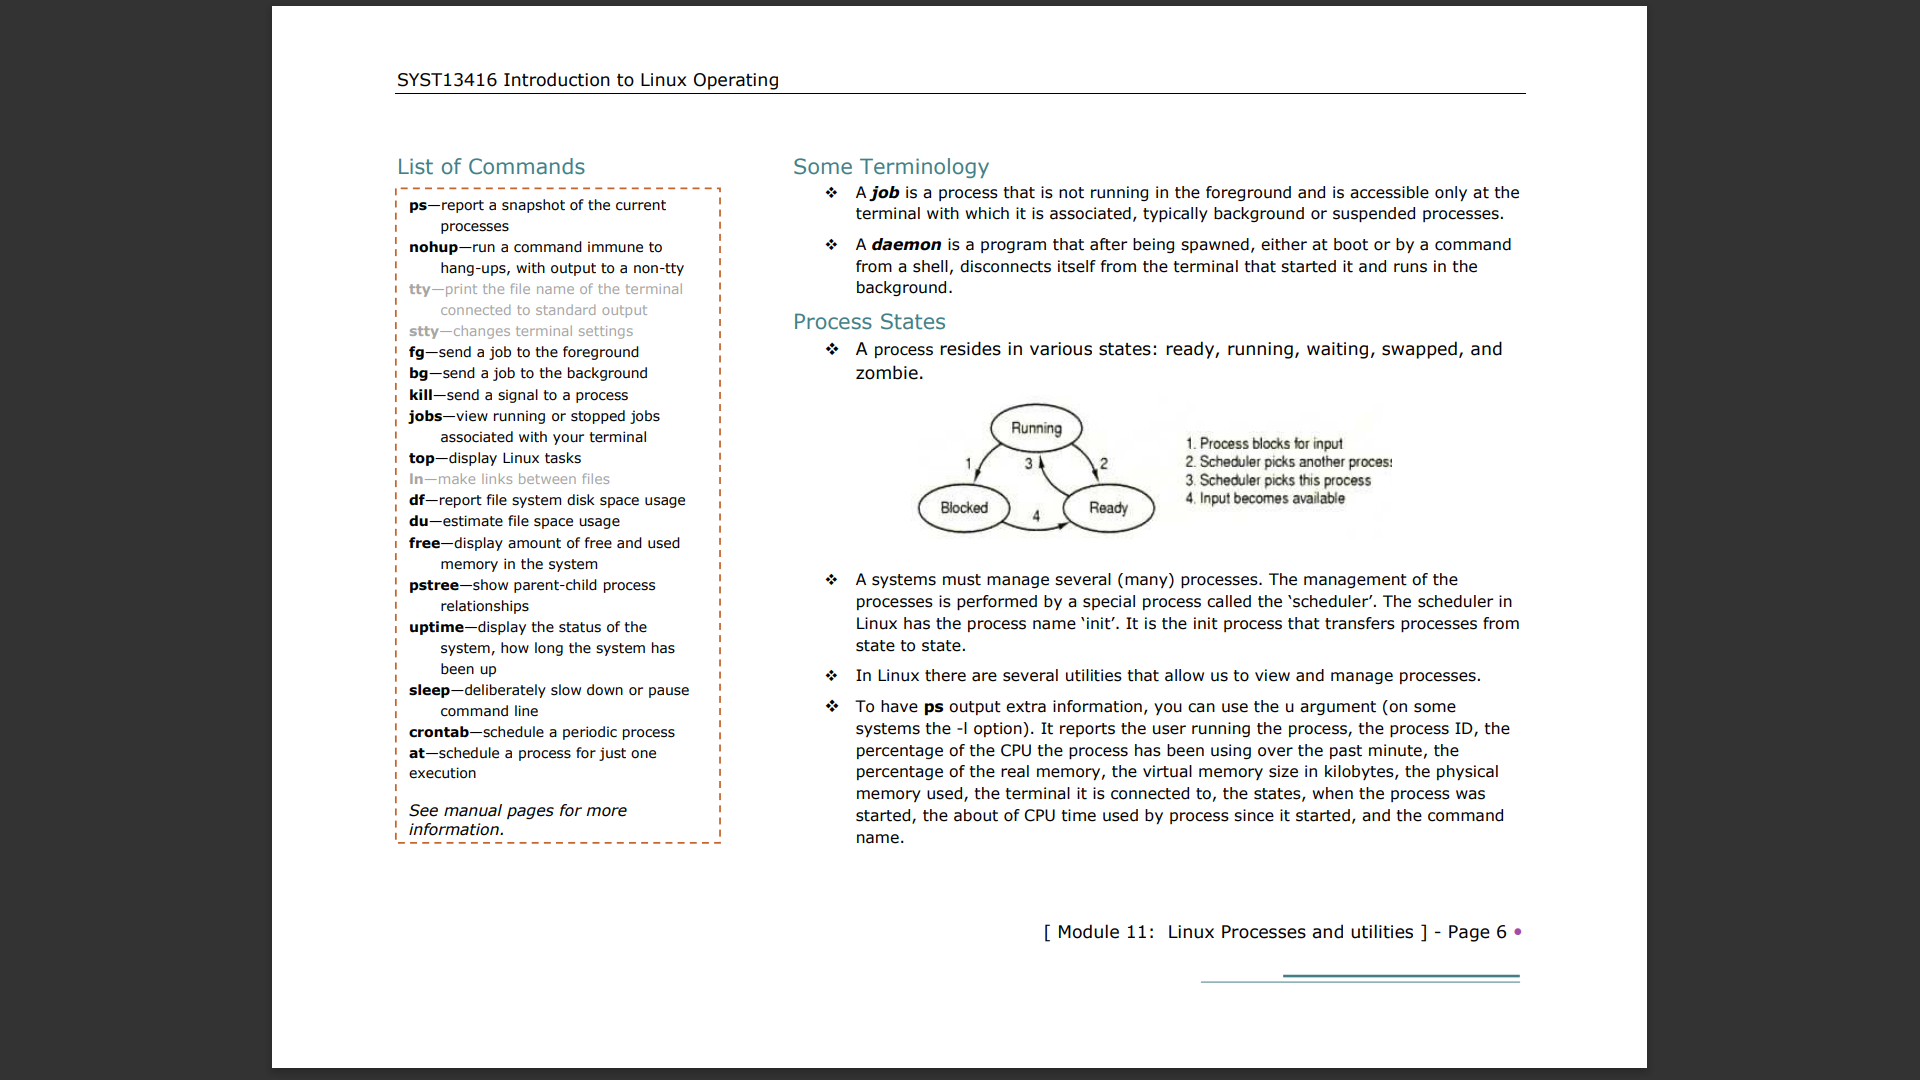 SYST13416 Introduction to Linux Operating
List of Commands
ps—report a snapshot of the current
processes
nohup—run a command immune to
hang-ups, with output to a non-tty
tty—print the file name of the terminal
connected to standard output
stty—changes terminal settings
fg—send a job to the foreground
bg—send a job to the background
kill—send a signal to a process
jobs—view running or stopped jobs
associated with your terminal
top—display Linux tasks
ln—make links between files
df—report file system disk space usage
du—estimate file space usage
free—display amount of free and used
memory in the system
pstree—show parent-child process
relationships
uptime—display the status of the
system, how long the system has
been up
sleep—deliberately slow down or pause
command line
crontab—schedule a periodic process
at—schedule a process for just one
execution
See manual pages for more
information.
Some Terminology
❖ A job is a process that is not running in the foreground and is accessible only at the
terminal with which it is associated, typically background or suspended processes.
❖ A daemon is a program that after being spawned, either at boot or by a command
from a shell, disconnects itself from the terminal that started it and runs in the
background.
Process States
❖ A process resides in various states: ready, running, waiting, swapped, and
zombie.
Running
1
3
2
Blocked
4
Ready
1. Process blocks for input
2. Scheduler picks another process
3. Scheduler picks this process
4. Input becomes available
❖ A systems must manage several (many) processes. The management of the
processes is performed by a special process called the ‘scheduler’. The scheduler in
Linux has the process name ‘init’. It is the init process that transfers processes from
state to state.
❖ In Linux there are several utilities that allow us to view and manage processes.
❖ To have ps output extra information, you can use the u argument (on some
systems the -l option). It reports the user running the process, the process ID, the
percentage of the CPU the process has been using over the past minute, the
percentage of the real memory, the virtual memory size in kilobytes, the physical
memory used, the terminal it is connected to, the states, when the process was
started, the about of CPU time used by process since it started, and the command
name.
[ Module 11: Linux Processes and utilities ] - Page 6 •